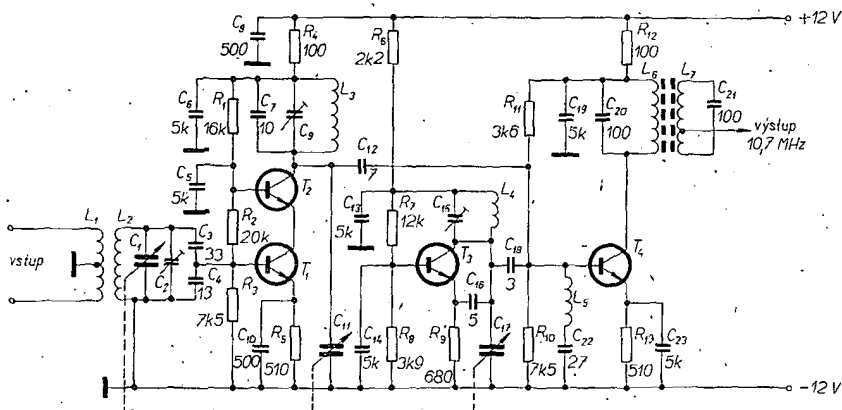 C9
500
R4
100
R6
2k2
R12
100
+12 V
C6
5k
R1
16k
C7
10
C9
L3
R11
3k6
C19
5k
C20
100
L6
L7
C21
100
výstup
10,7 MHz
C12
7
C5
5k
T2
L1
L2
C3
33
R2
20k
C13
5k
R7
12k
C15
L4
vstup
C1
C2
C4
13
T1
T3
C18
3
T4
R3
7k5
C16
5
L5
C10
500
R5
510
C11
C14
5k
R8
3k9
R9
680
C17
R10
7k5
C22
27
R13
510
C23
5k
-12 V